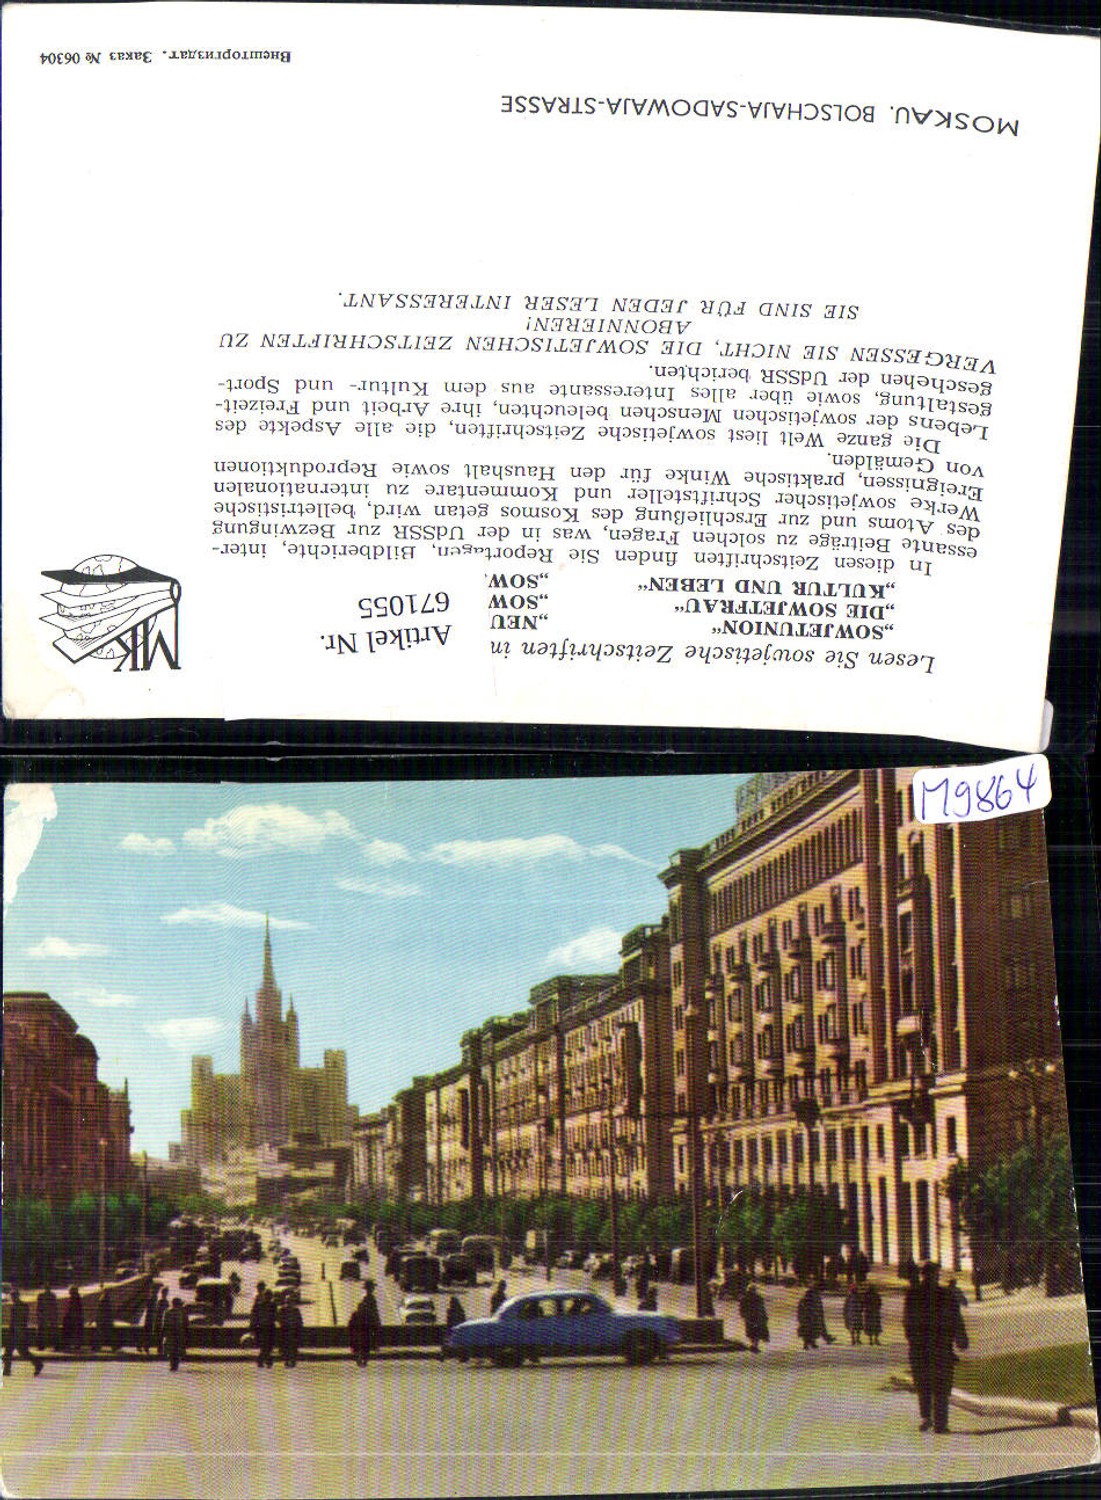 Lesen Sie sowjetische Zeitschriften in
„SOWJETUNION“
„DIE SOWJETFRAU“
„KULTUR UND LEBEN“
„NEU
„SOW
„SOW.
Artikel Nr.
671055
MK
In diesen Zeitschriften finden Sie Reportagen, Bildberichte, inter-
essante Beiträge zu solchen Fragen, was in der UdSSR zur Bezwingung
des Atoms und zur Erschließung des Kosmos getan wird, belletristische
Werke sowjetischer Schriftsteller und Kommentare zu internationalen
Ereignissen, praktische Winke für den Haushalt sowie Reproduktionen
von Gemälden.
Die ganze Welt liest sowjetische Zeitschriften, die alle Aspekte des
Lebens der sowjetischen Menschen beleuchten, ihre Arbeit und Freizeit-
gestaltung, sowie über alles Interessante aus dem Kultur- und Sport-
geschehen der UdSSR berichten.
VERGESSEN SIE NICHT, DIE SOWJETISCHEN ZEITSCHRIFTEN ZU
ABONNIEREN!
SIE SIND FÜR JEDEN LESER INTERESSANT.
MOSKAU. BOLSCHAJA-SADOWAJA-STRASSE
Внешторгиздат. Заказ № 06304
M9864